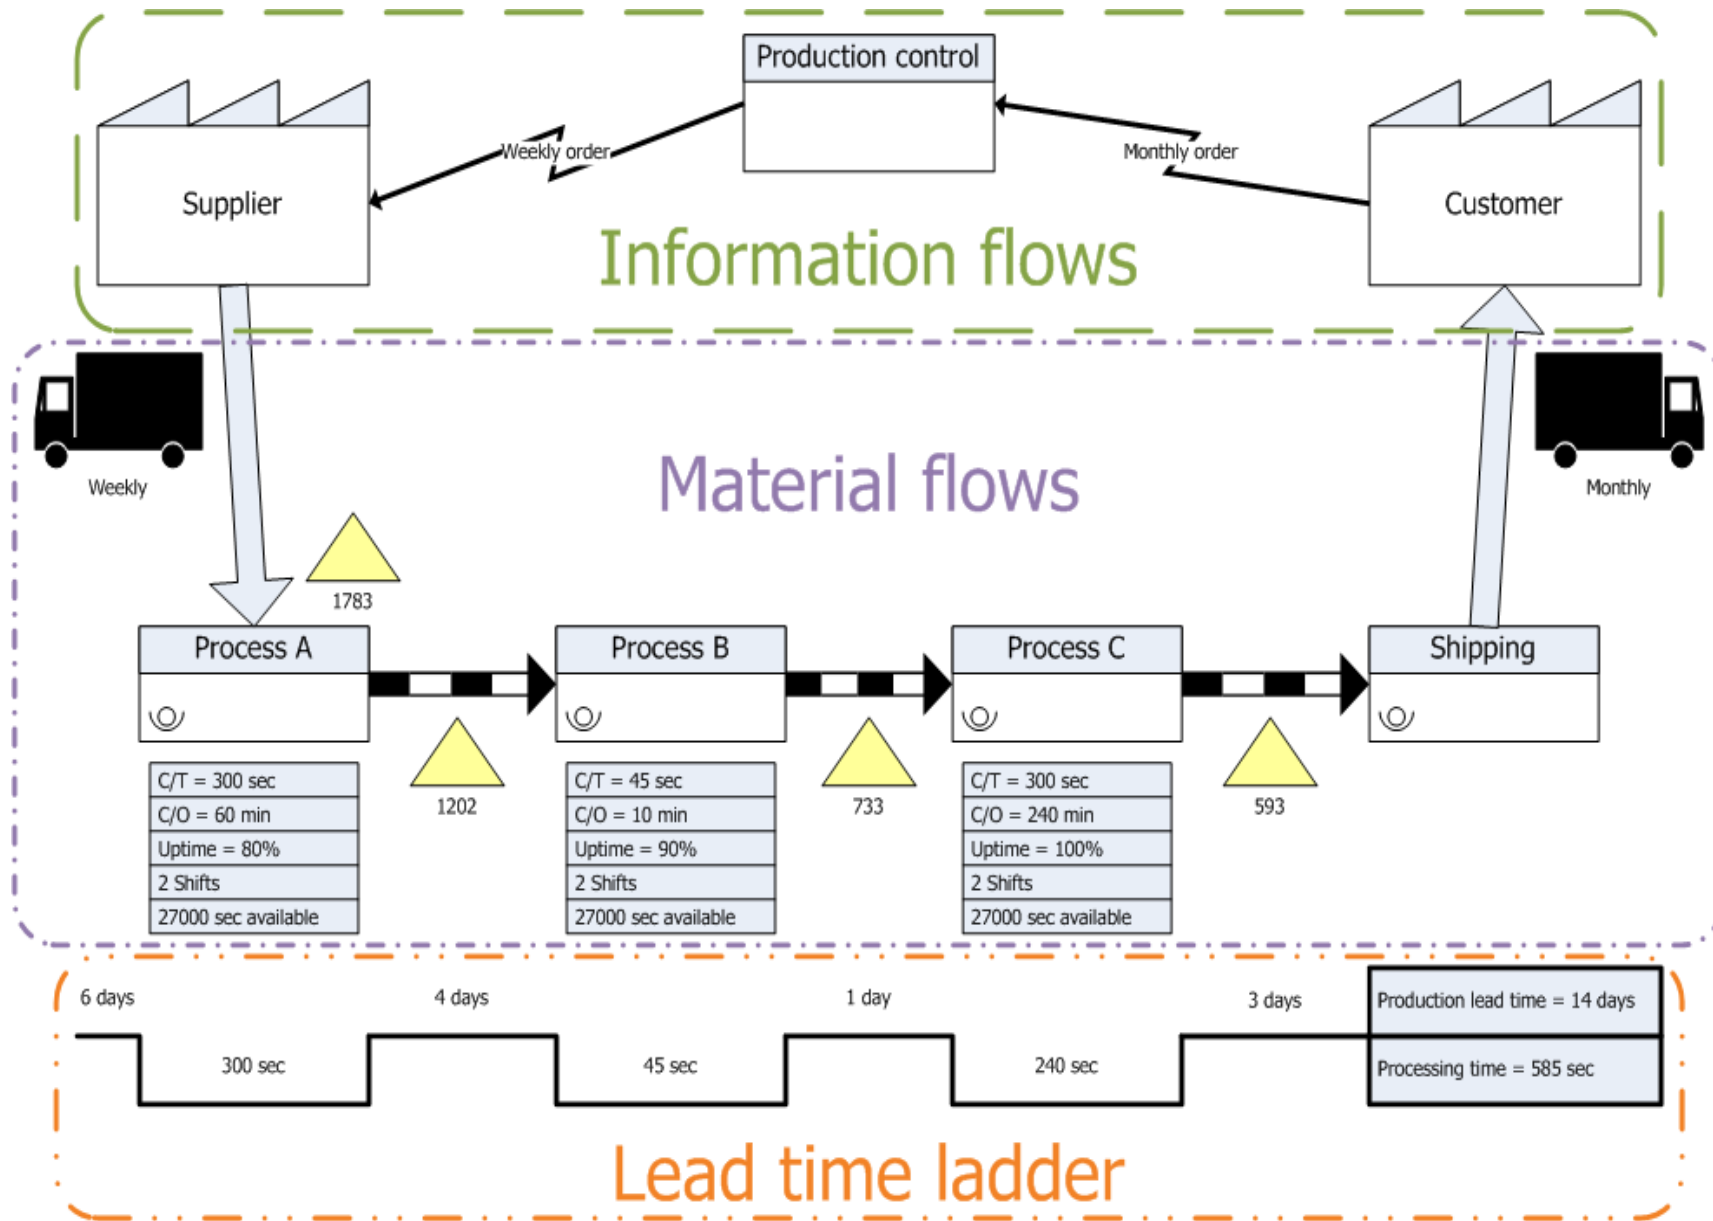 Production control
Weekly order
Monthly order
Supplier
Customer
Information flows
Weekly
Material flows
Monthly
1783
Process A
Process B
Process C
Shipping
1202
733
593
C/T = 300 sec
C/O = 60 min
Uptime = 80%
2 Shifts
27000 sec available
C/T = 45 sec
C/O = 10 min
Uptime = 90%
2 Shifts
27000 sec available
C/T = 300 sec
C/O = 240 min
Uptime = 100%
2 Shifts
27000 sec available
6 days
4 days
1 day
3 days
Production lead time = 14 days
300 sec
45 sec
240 sec
Processing time = 585 sec
Lead time ladder